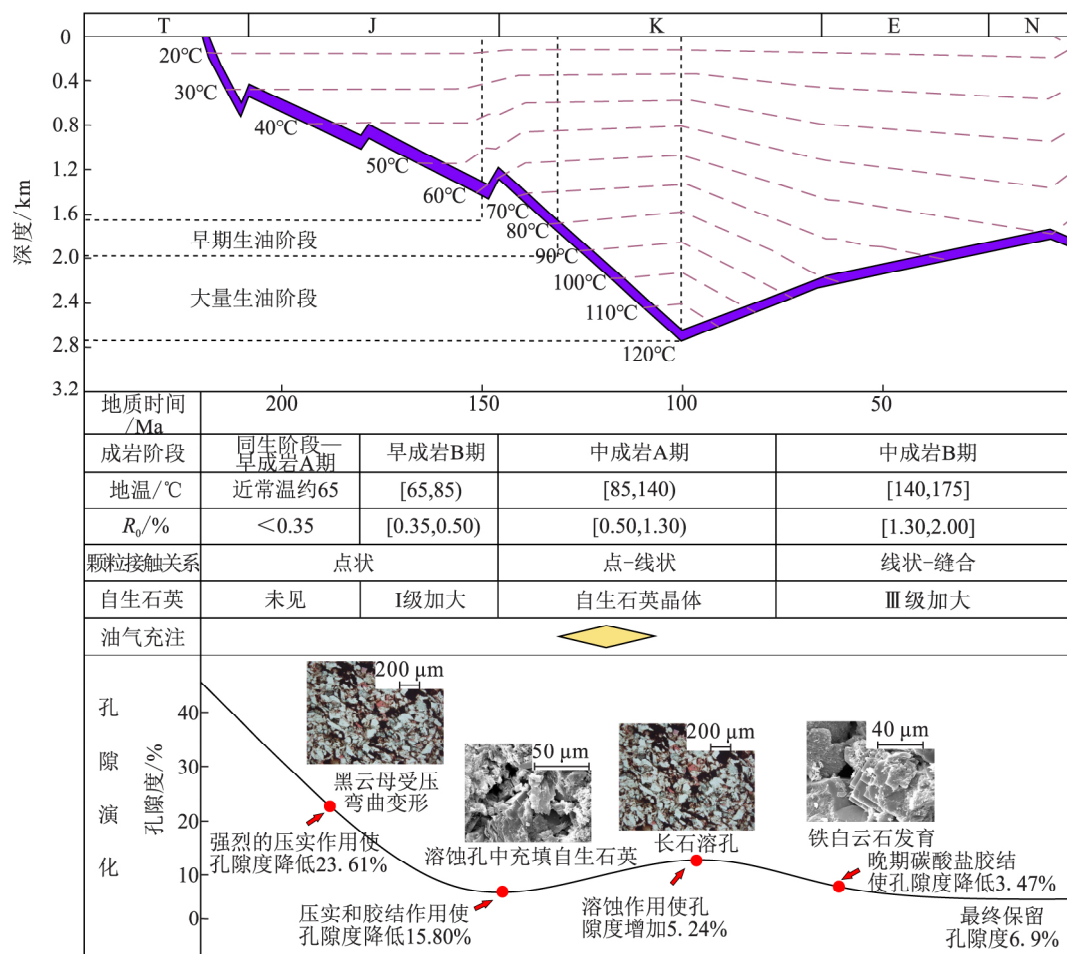 T J K E N
0
0.4
0.8
1.2
1.6
2.0
2.4
2.8
3.2
深度/km
20℃
30℃
40℃
50℃
60℃
70℃
80℃
90℃
100℃
110℃
120℃
早期生油阶段
大量生油阶段
地质时间
/Ma
200 150 100 50
成岩阶段
同生阶段—
早成岩A期
早成岩B期
中成岩A期
中成岩B期
地温/℃ 近常温约65 [65,85) [85,140) [140,175]
R₀/% <0.35 [0.35,0.50) [0.50,1.30) [1.30,2.00]
颗粒接触关系 点状 点-线状 线状-缝合
自生石英 未见 Ⅰ级加大 自生石英晶体 Ⅲ级加大
油气充注
孔隙演化
孔隙度/%
40
30
20
10
0
200 μm
黑云母受压
弯曲变形
强烈的压实作用使
孔隙度降低23.61%
50 μm
溶蚀孔中充填自生石英
压实和胶结作用使
孔隙度降低15.80%
200 μm
长石溶孔
溶蚀作用使孔
隙度增加5.24%
40 μm
铁白云石发育
晚期碳酸盐胶结
使孔隙度降低3.47%
最终保留
孔隙度6.9%